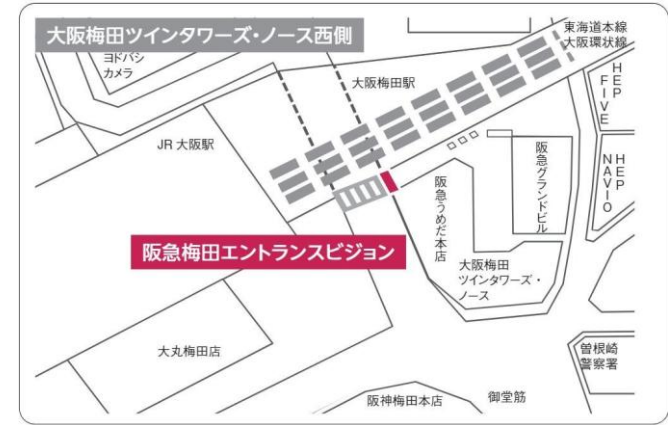 大阪梅田ツインタワーズ・ノース西側
東海道本線
大阪環状線
ヨドバシ
カメラ
大阪梅田駅
HEP
FIVE
JR 大阪駅
阪急グランドビル
HEP
NAVIO
阪急うめだ本店
阪急梅田エントランスビジョン
大阪梅田
ツインタワーズ・
ノース
大丸梅田店
曽根崎
警察署
阪神梅田本店
御堂筋